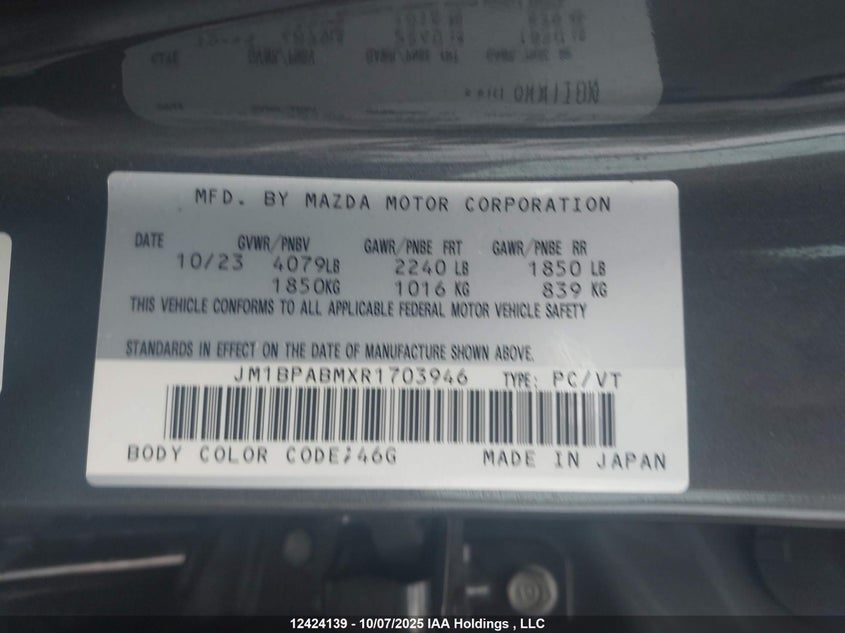 MFD. BY MAZDA MOTOR CORPORATION
DATE GVWR/PNBV GAWR/PNBE FRT GAWR/PNBE RR
10/23 4079LB 2240 LB 1850 LB
1850KG 1016 KG 839 KG
THIS VEHICLE CONFORMS TO ALL APPLICABLE FEDERAL MOTOR VEHICLE SAFETY
STANDARDS IN EFFECT ON THE DATE OF MANUFACTURE SHOWN ABOVE.
JM1BPABMXR1703946 TYPE: PC/VT
BODY COLOR CODE:46G MADE IN JAPAN
12424139 - 10/07/2025 IAA Holdings , LLC